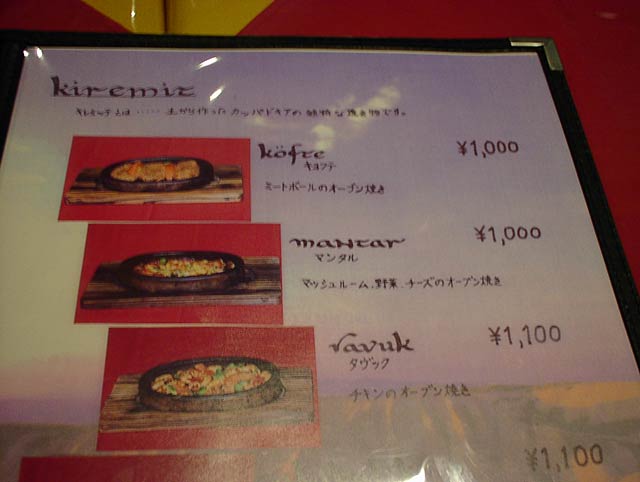 kiremit
キレミッテとは ..... 土から作ったカッパドキアの独特な焼き物です。
köfte ¥1,000
キョフテ
ミートボールのオーブン焼き
mantar ¥1,000
マンタル
マッシュルーム、野菜、チーズのオーブン焼き
tavuk ¥1,100
タヴック
チキンのオーブン焼き
¥1,100